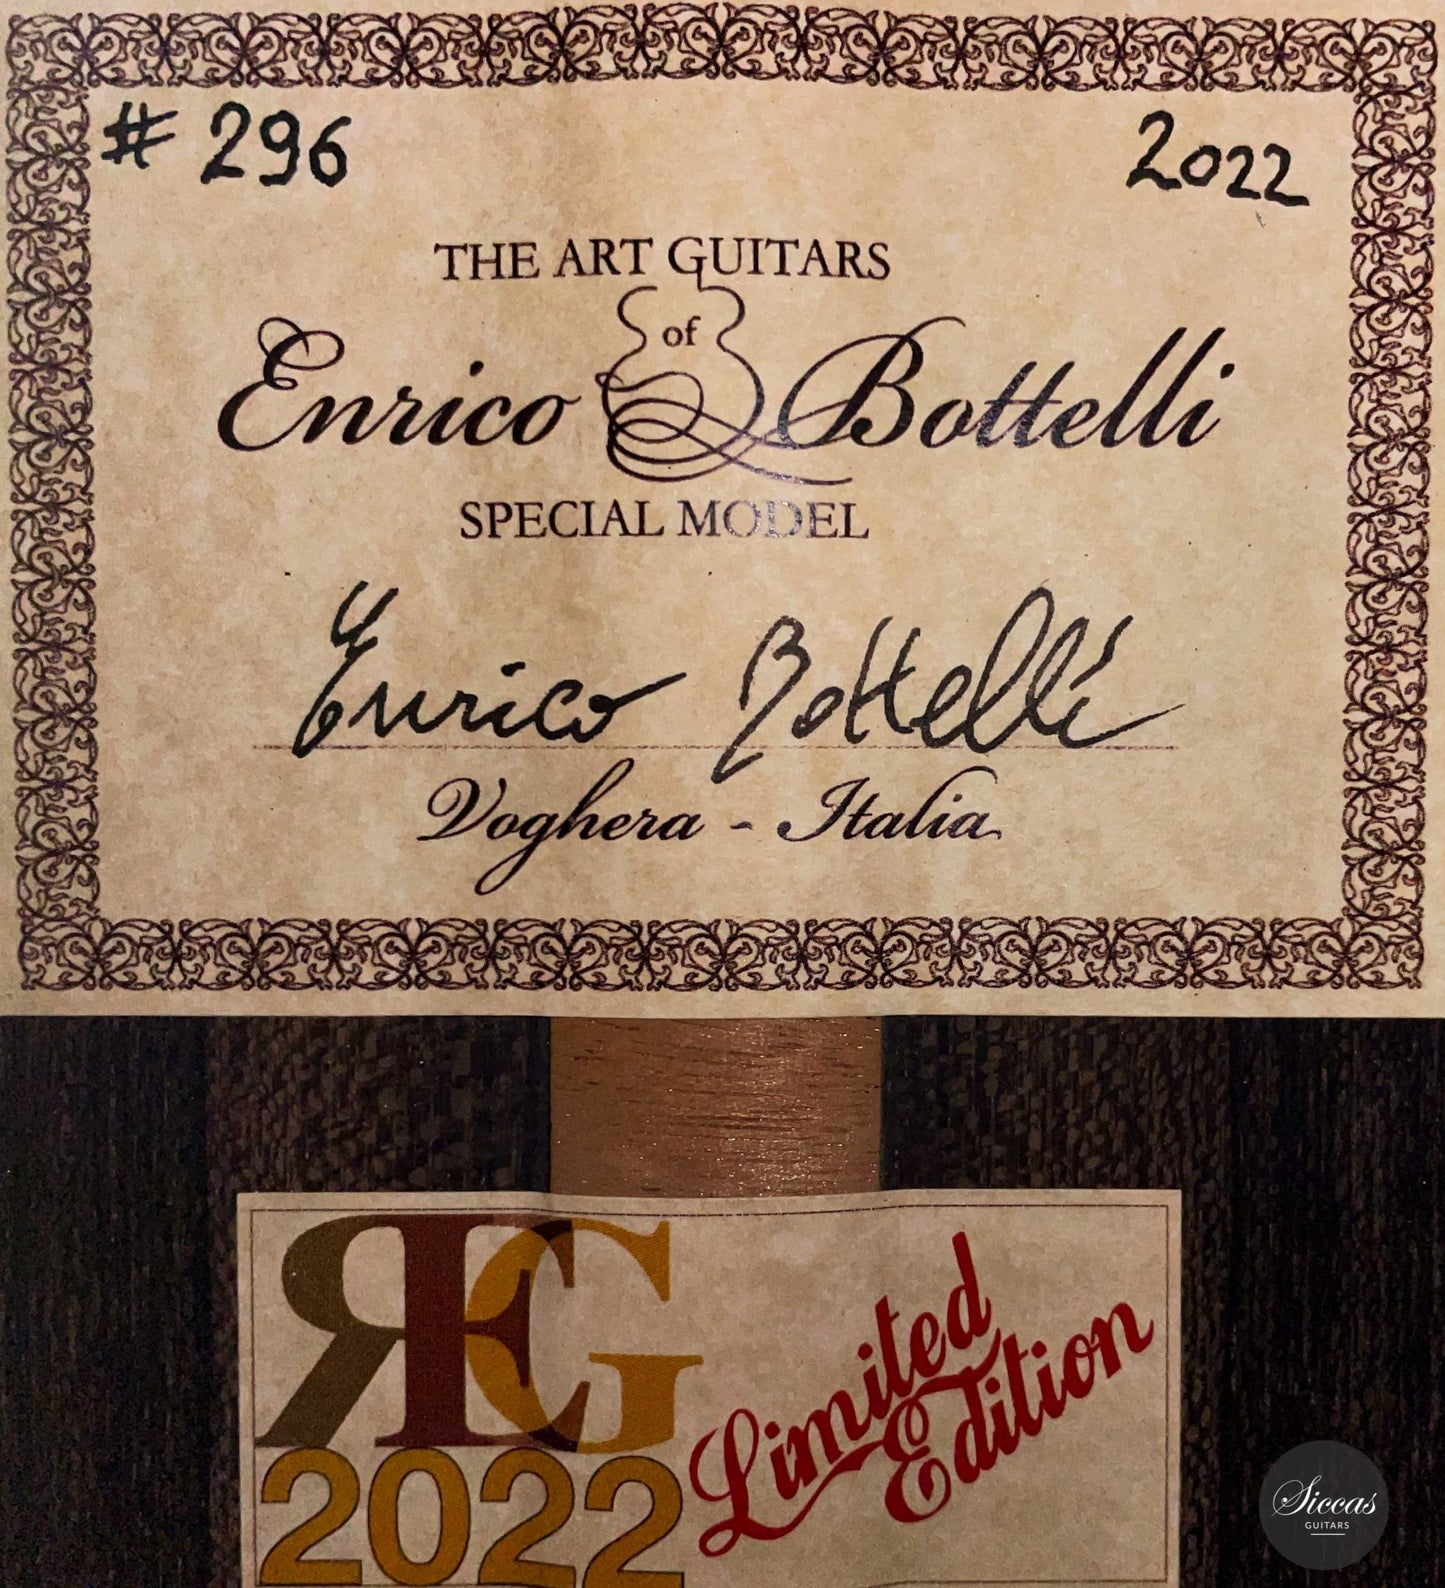 # 296 2022
THE ART GUITARS
of
Enrico Bottelli
SPECIAL MODEL
Enrico Bottelli
Voghera - Italia
REG
2022
Limited
Edition
Siccas
GUITARS